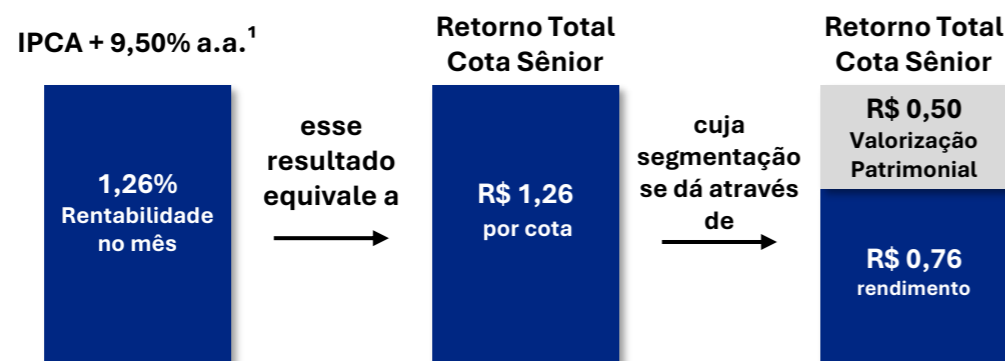 IPCA + 9,50% a.a.¹
1,26%
Rentabilidade
no mês
esse
resultado
equivale a
Retorno Total
Cota Sênior
R$ 1,26
por cota
cuja
segmentação
se dá através
de
Retorno Total
Cota Sênior
R$ 0,50
Valorização
Patrimonial
R$ 0,76
rendimento